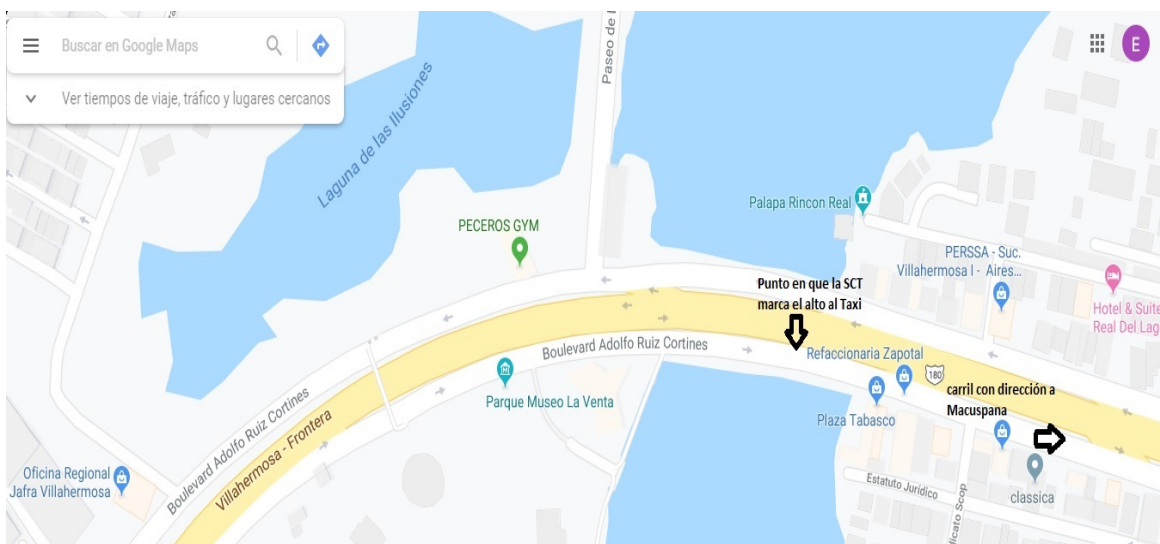 Buscar en Google Maps
E
Ver tiempos de viaje, tráfico y lugares cercanos
Paseo de l
Laguna de las Ilusiones
Palapa Rincon Real
PECEROS GYM
PERSSA - Suc.
Villahermosa I - Aires...
Punto en que la SCT
marca el alto al Taxi
Hotel & Suite
Real Del Lag
Boulevard Adolfo Ruiz Cortines
Refaccionaria Zapotal
180
carril con dirección a
Macuspana
Parque Museo La Venta
Plaza Tabasco
Boulevard Adolfo Ruiz Cortines
Villahermosa - Frontera
Oficina Regional
Jafra Villahermosa
Estatuto Jurídico
dicato Scop
classica